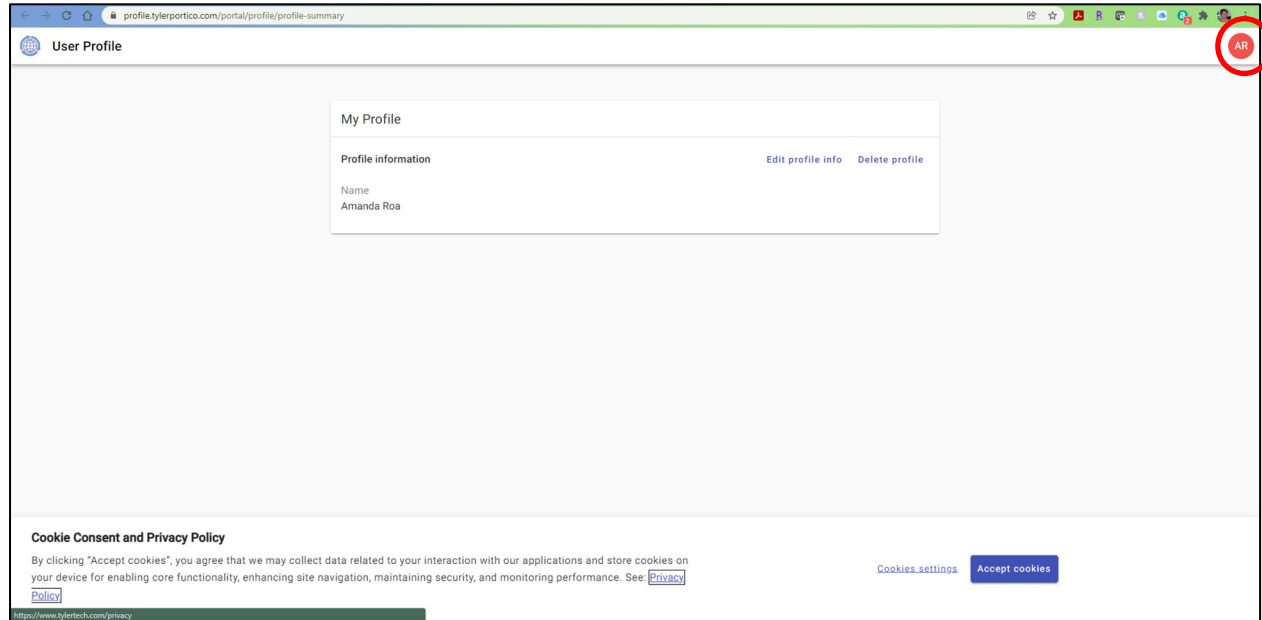 profile.tylerportico.com/portal/profile/profile-summary
User Profile
AR
My Profile
Profile information
Edit profile info Delete profile
Name
Amanda Roa
Cookie Consent and Privacy Policy
By clicking “Accept cookies”, you agree that we may collect data related to your interaction with our applications and store cookies on
your device for enabling core functionality, enhancing site navigation, maintaining security, and monitoring performance. See: Privacy
Policy
Cookies settings Accept cookies
https://www.tylertech.com/privacy